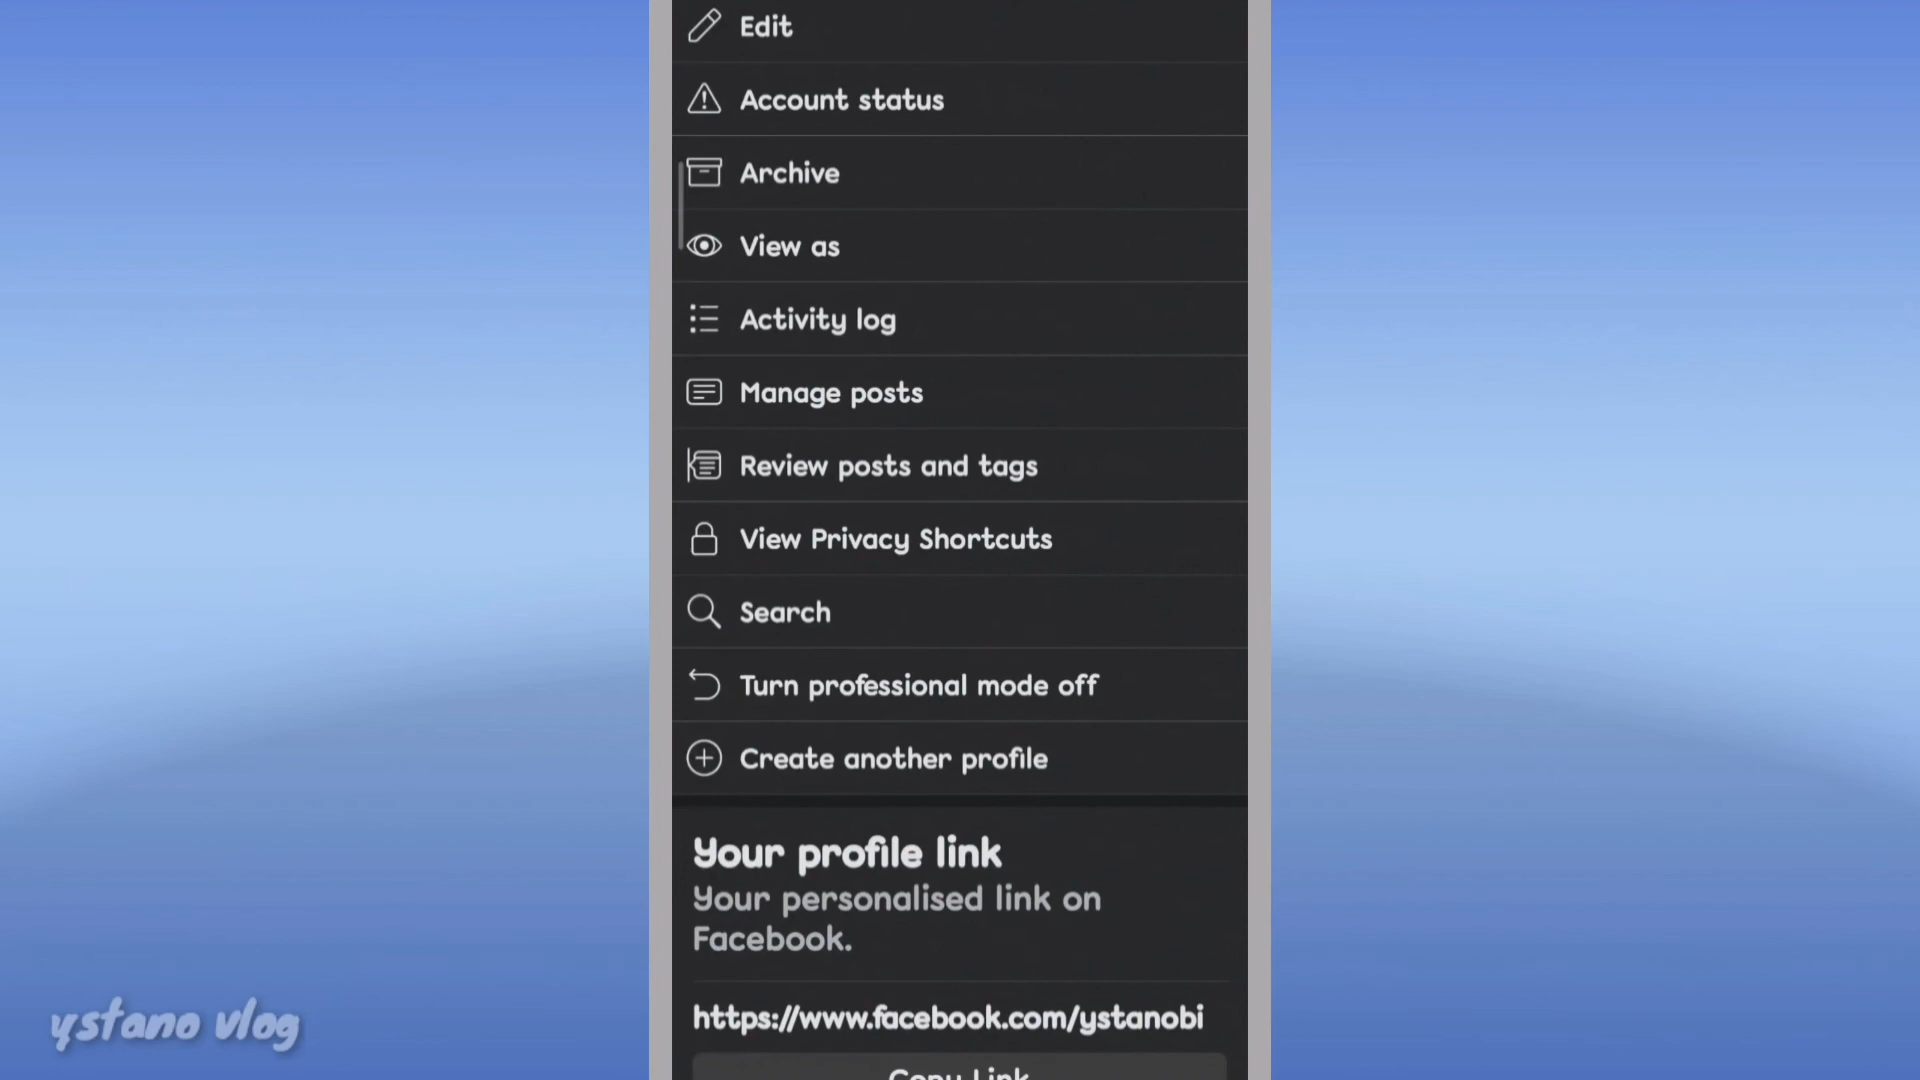 Edit
Account status
Archive
View as
Activity log
Manage posts
Review posts and tags
View Privacy Shortcuts
Search
Turn professional mode off
Create another profile
Your profile link
Your personalised link on
Facebook.
https://www.facebook.com/ystanobi
Copy Link
ystano vlog